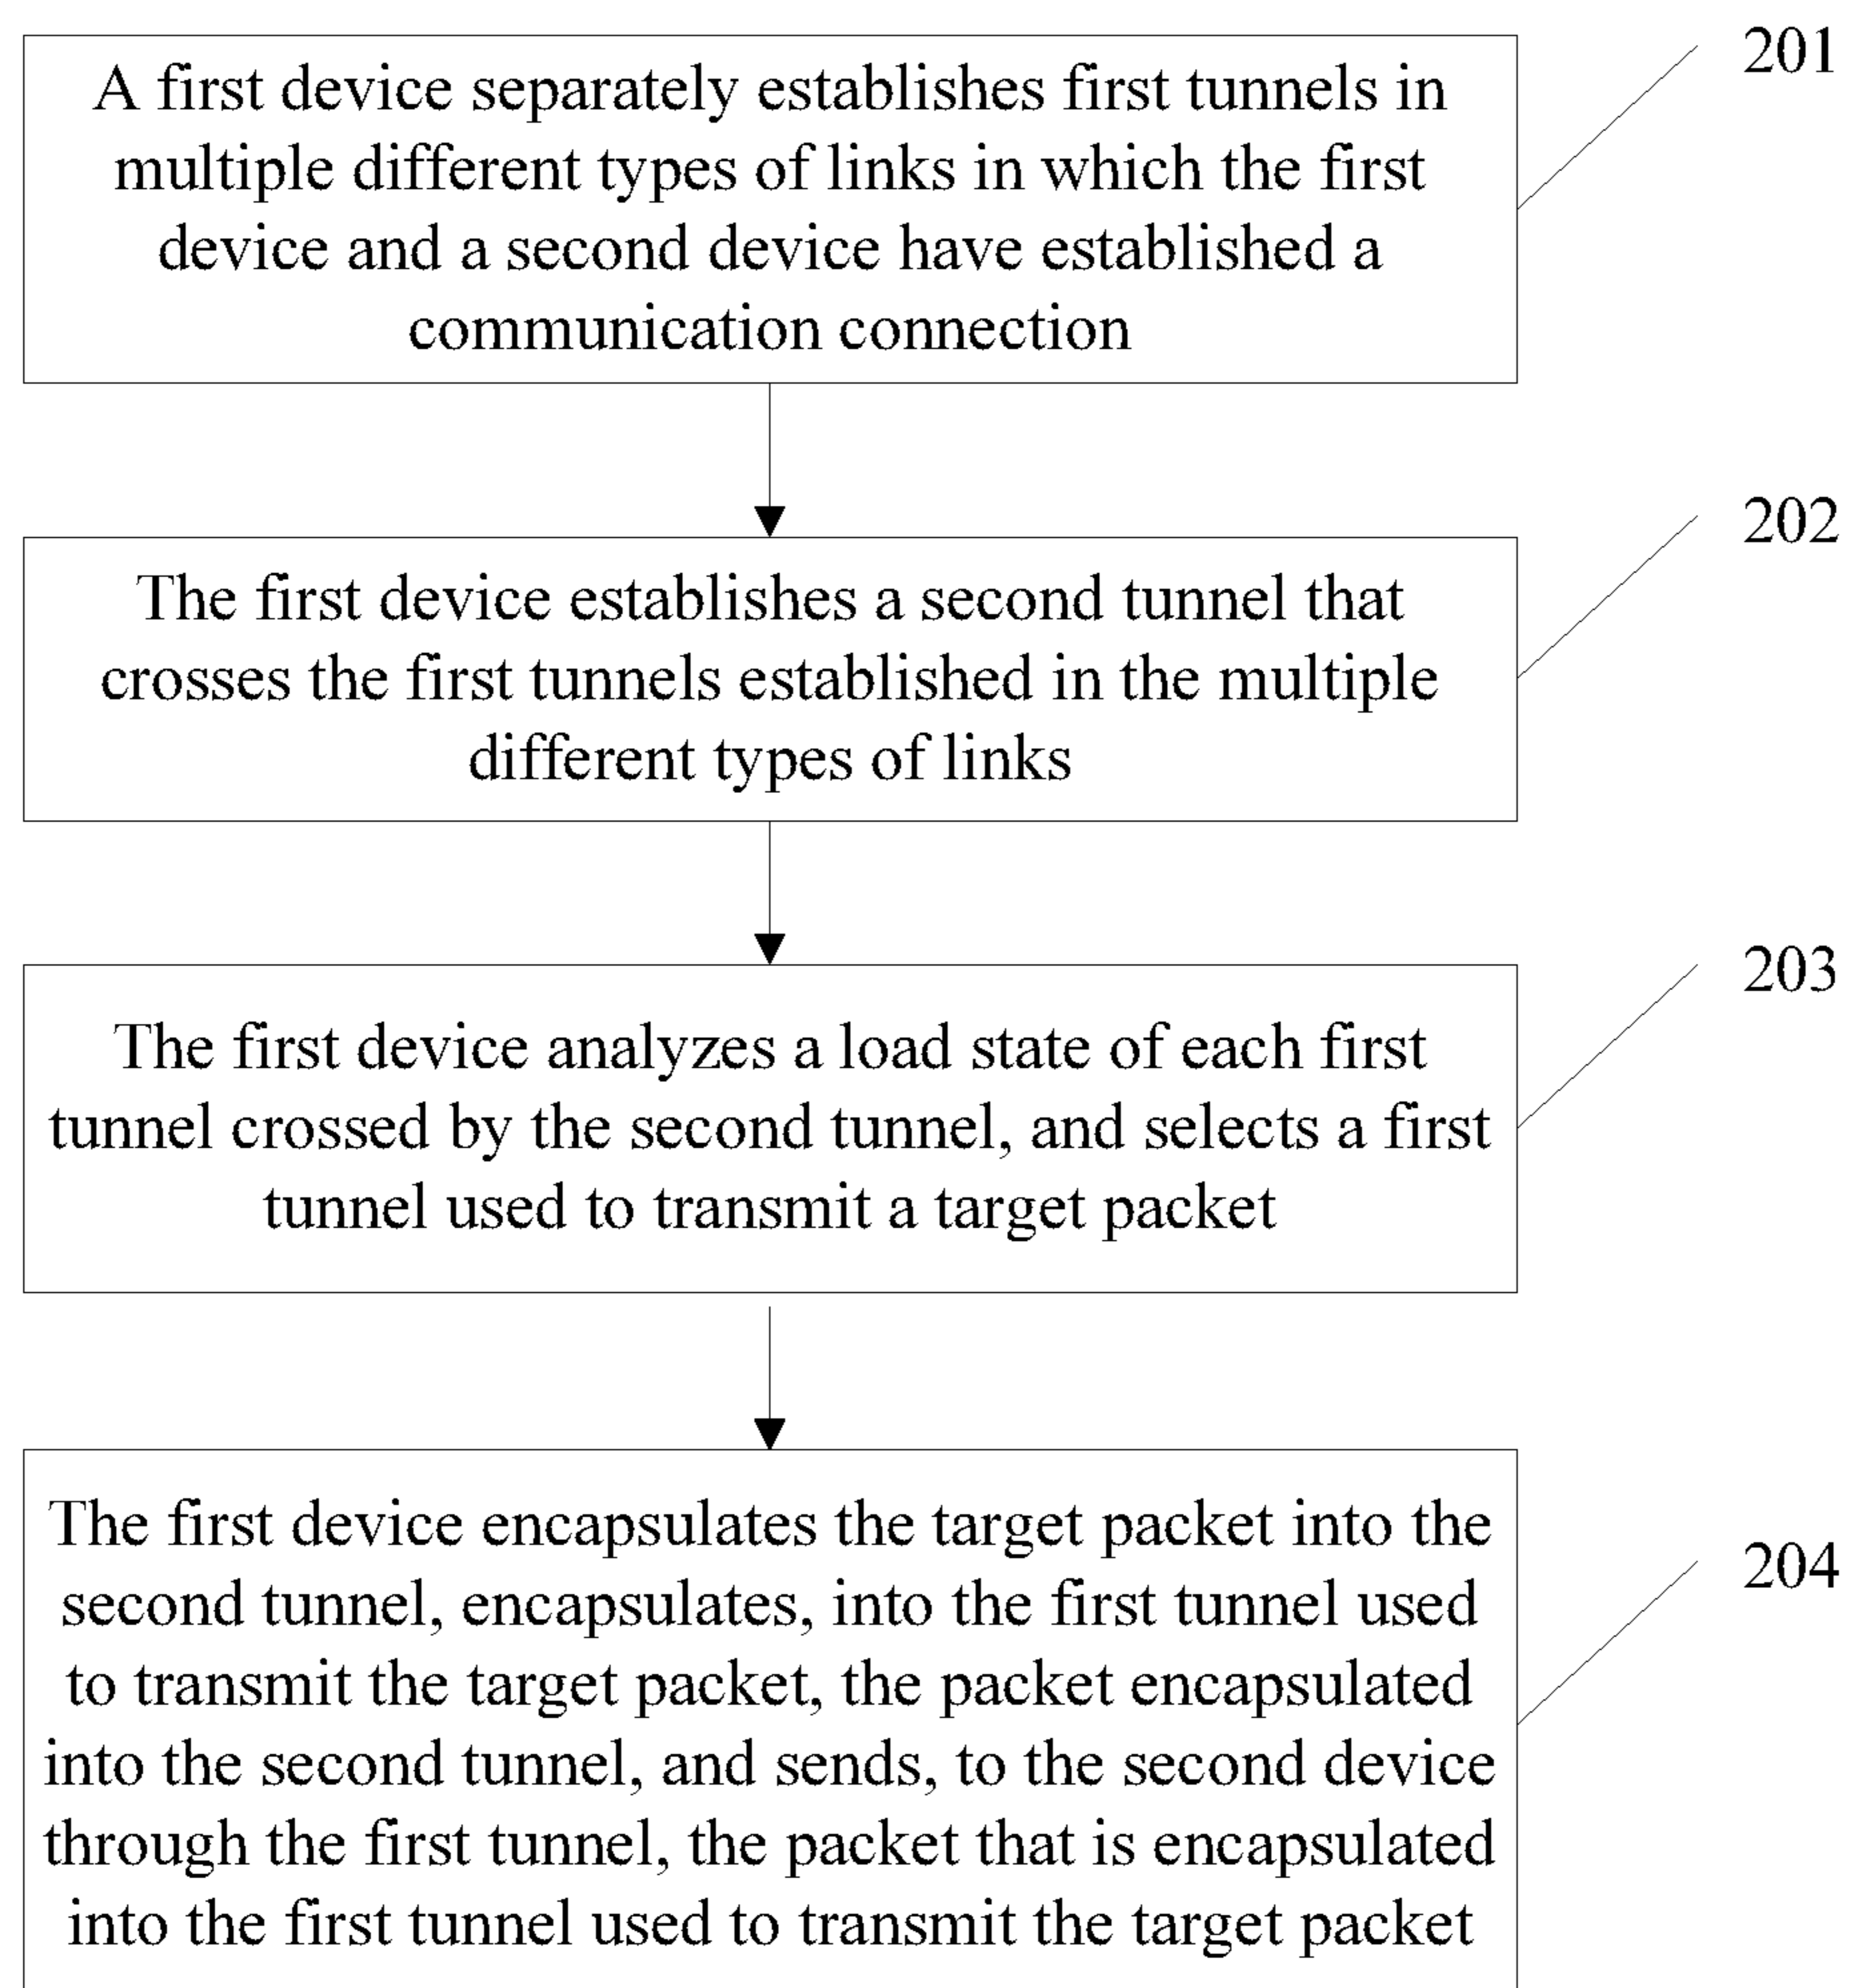 A first device separately establishes first tunnels in
multiple different types of links in which the first
device and a second device have established a
communication connection
201
The first device establishes a second tunnel that
crosses the first tunnels established in the multiple
different types of links
202
The first device analyzes a load state of each first
tunnel crossed by the second tunnel, and selects a first
tunnel used to transmit a target packet
203
The first device encapsulates the target packet into the
second tunnel, encapsulates, into the first tunnel used
to transmit the target packet, the packet encapsulated
into the second tunnel, and sends, to the second device
through the first tunnel, the packet that is encapsulated
into the first tunnel used to transmit the target packet
204